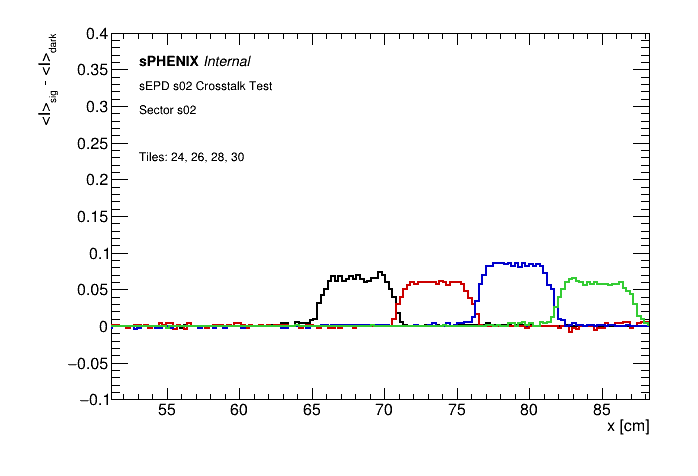 0.4
0.35
0.3
0.25
0.2
0.15
0.1
0.05
0
−0.05
−0.1
<I>sig - <I>dark
sPHENIX Internal
sEPD s02 Crosstalk Test
Sector s02
Tiles: 24, 26, 28, 30
55 60 65 70 75 80 85
x [cm]